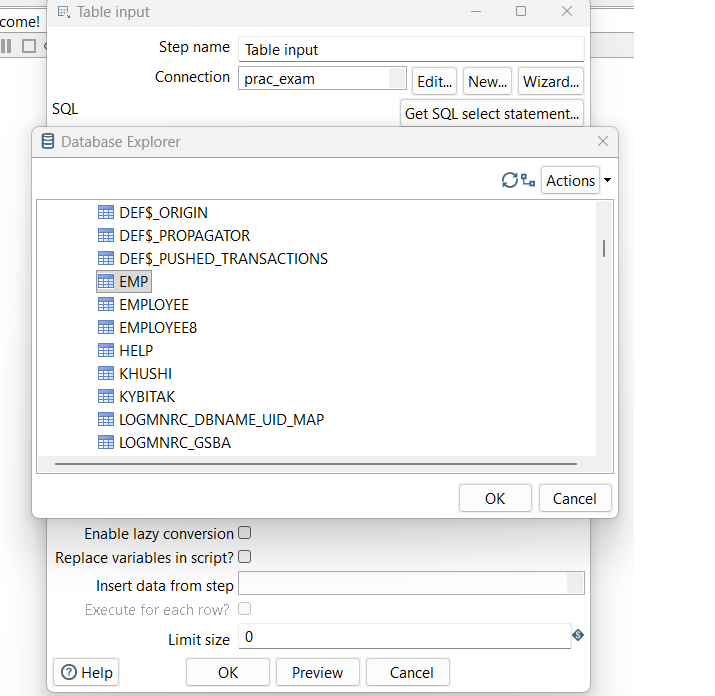 come!
Table input
Step name Table input
Connection prac_exam Edit... New... Wizard...
SQL Get SQL select statement...
Database Explorer
Actions
DEF$_ORIGIN
DEF$_PROPAGATOR
DEF$_PUSHED_TRANSACTIONS
EMP
EMPLOYEE
EMPLOYEE8
HELP
KHUSHI
KYBITAK
LOGMNRC_DBNAME_UID_MAP
LOGMNRC_GSBA
OK Cancel
Enable lazy conversion
Replace variables in script?
Insert data from step
Execute for each row?
Limit size 0
Help OK Preview Cancel